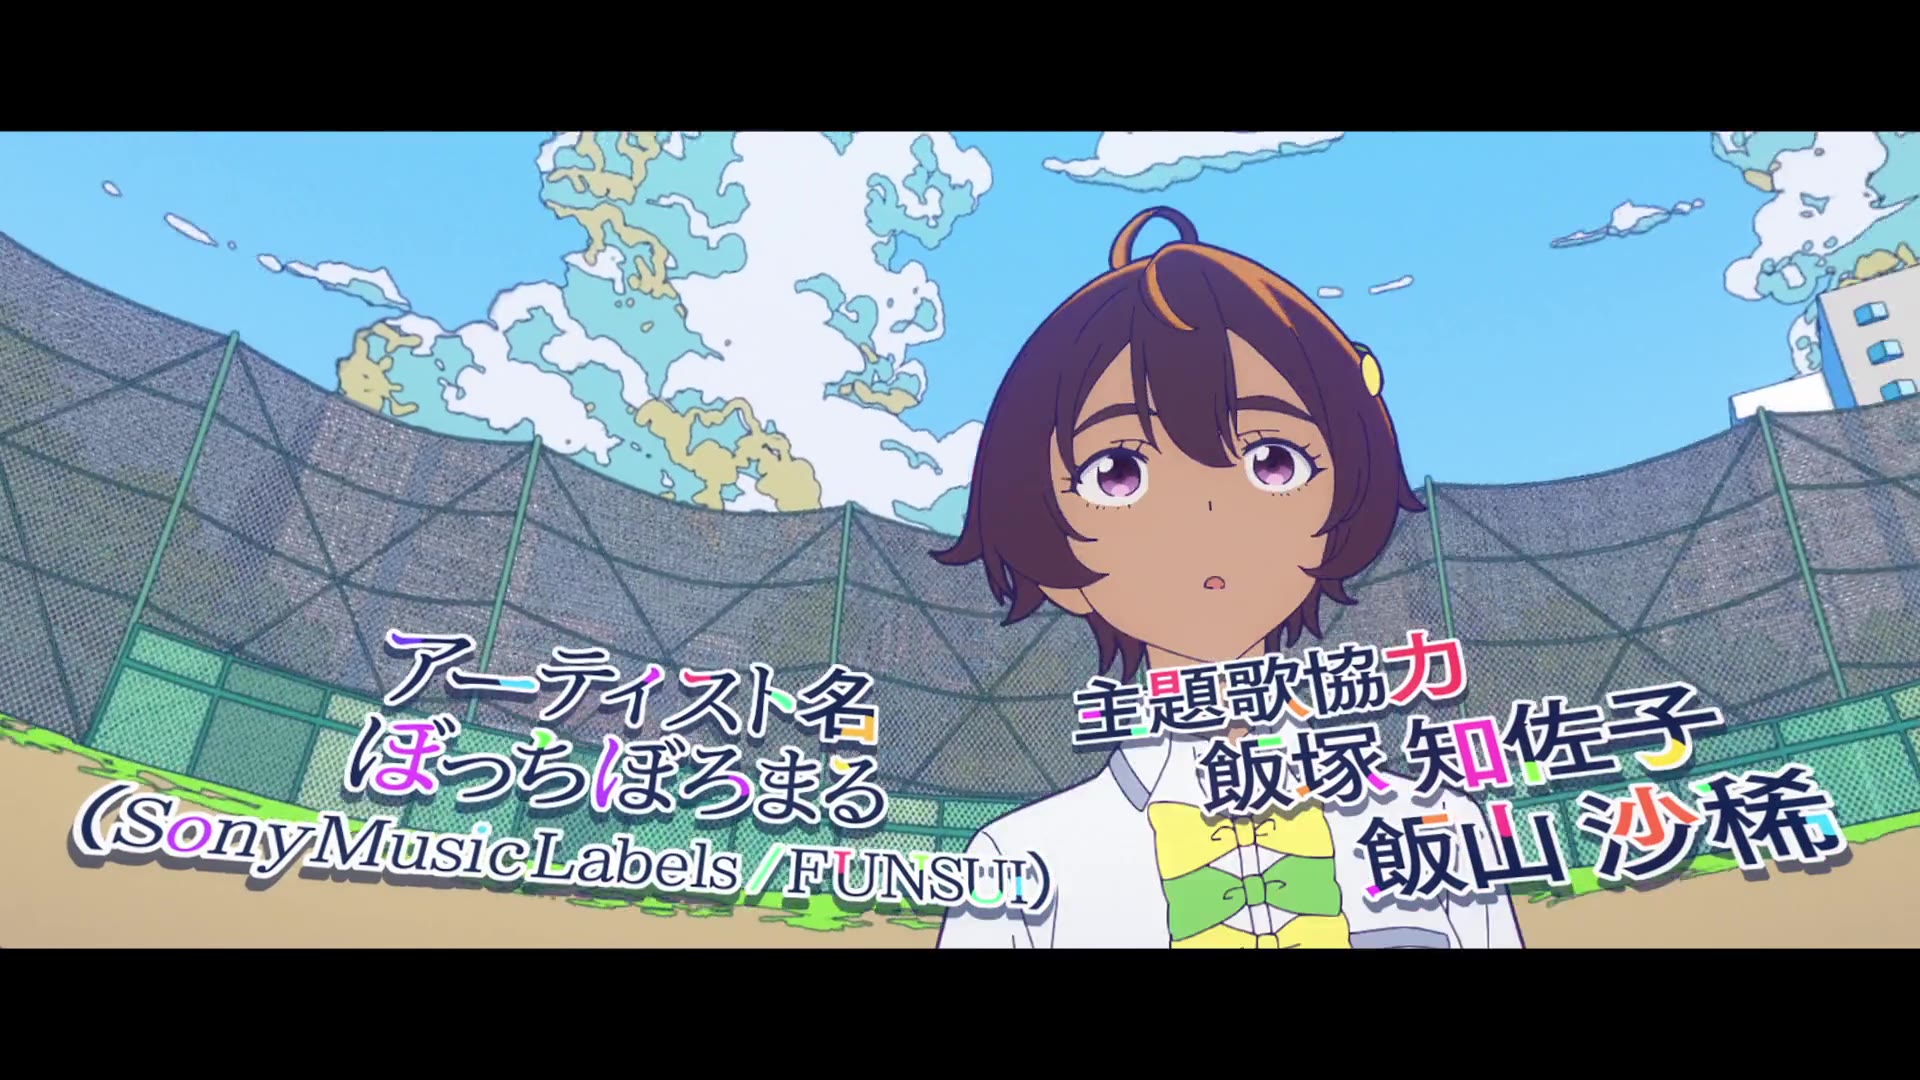 アーティスト名
ぼっちぼろまる
(SonyMusicLabels/FUNSUI)
主題歌協力
飯塚 知佐子
飯山 沙稀